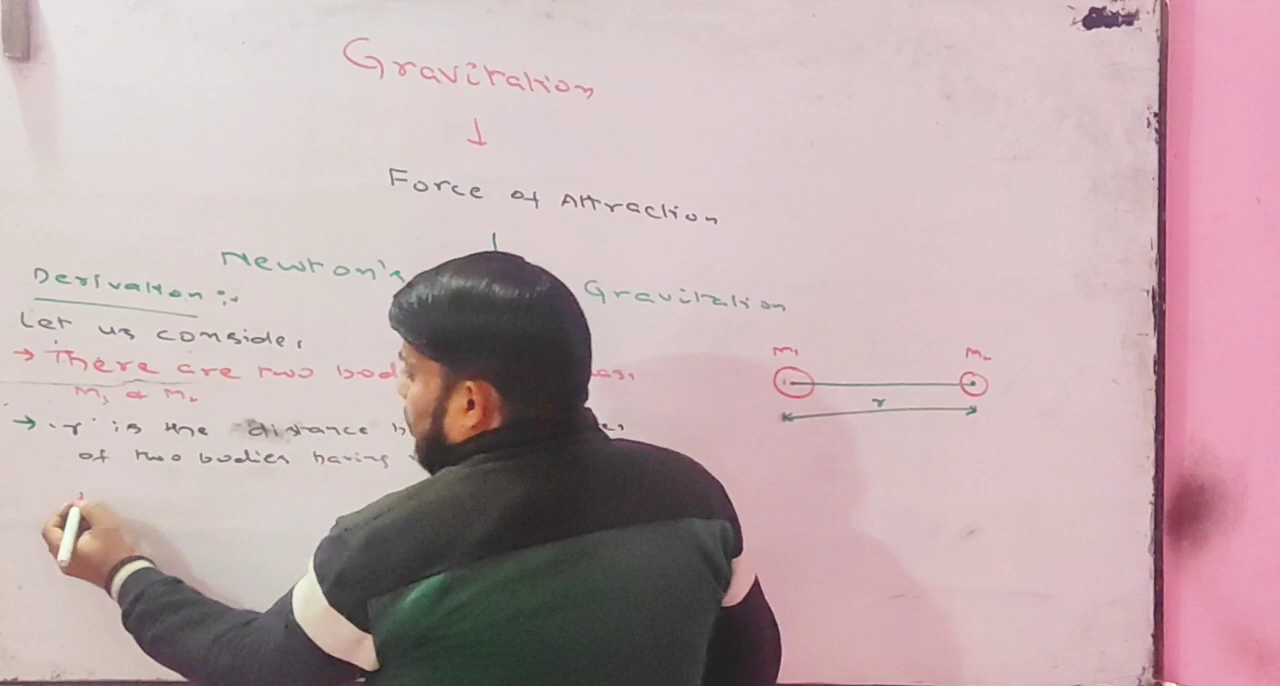 Gravitation
Force of Attraction
Newton's Gravitation
Derivation :-
Let us consider
→ There are two
M₁ & M₂
→ 'r' is the distance
of two bodies having
M₁ M₂
r